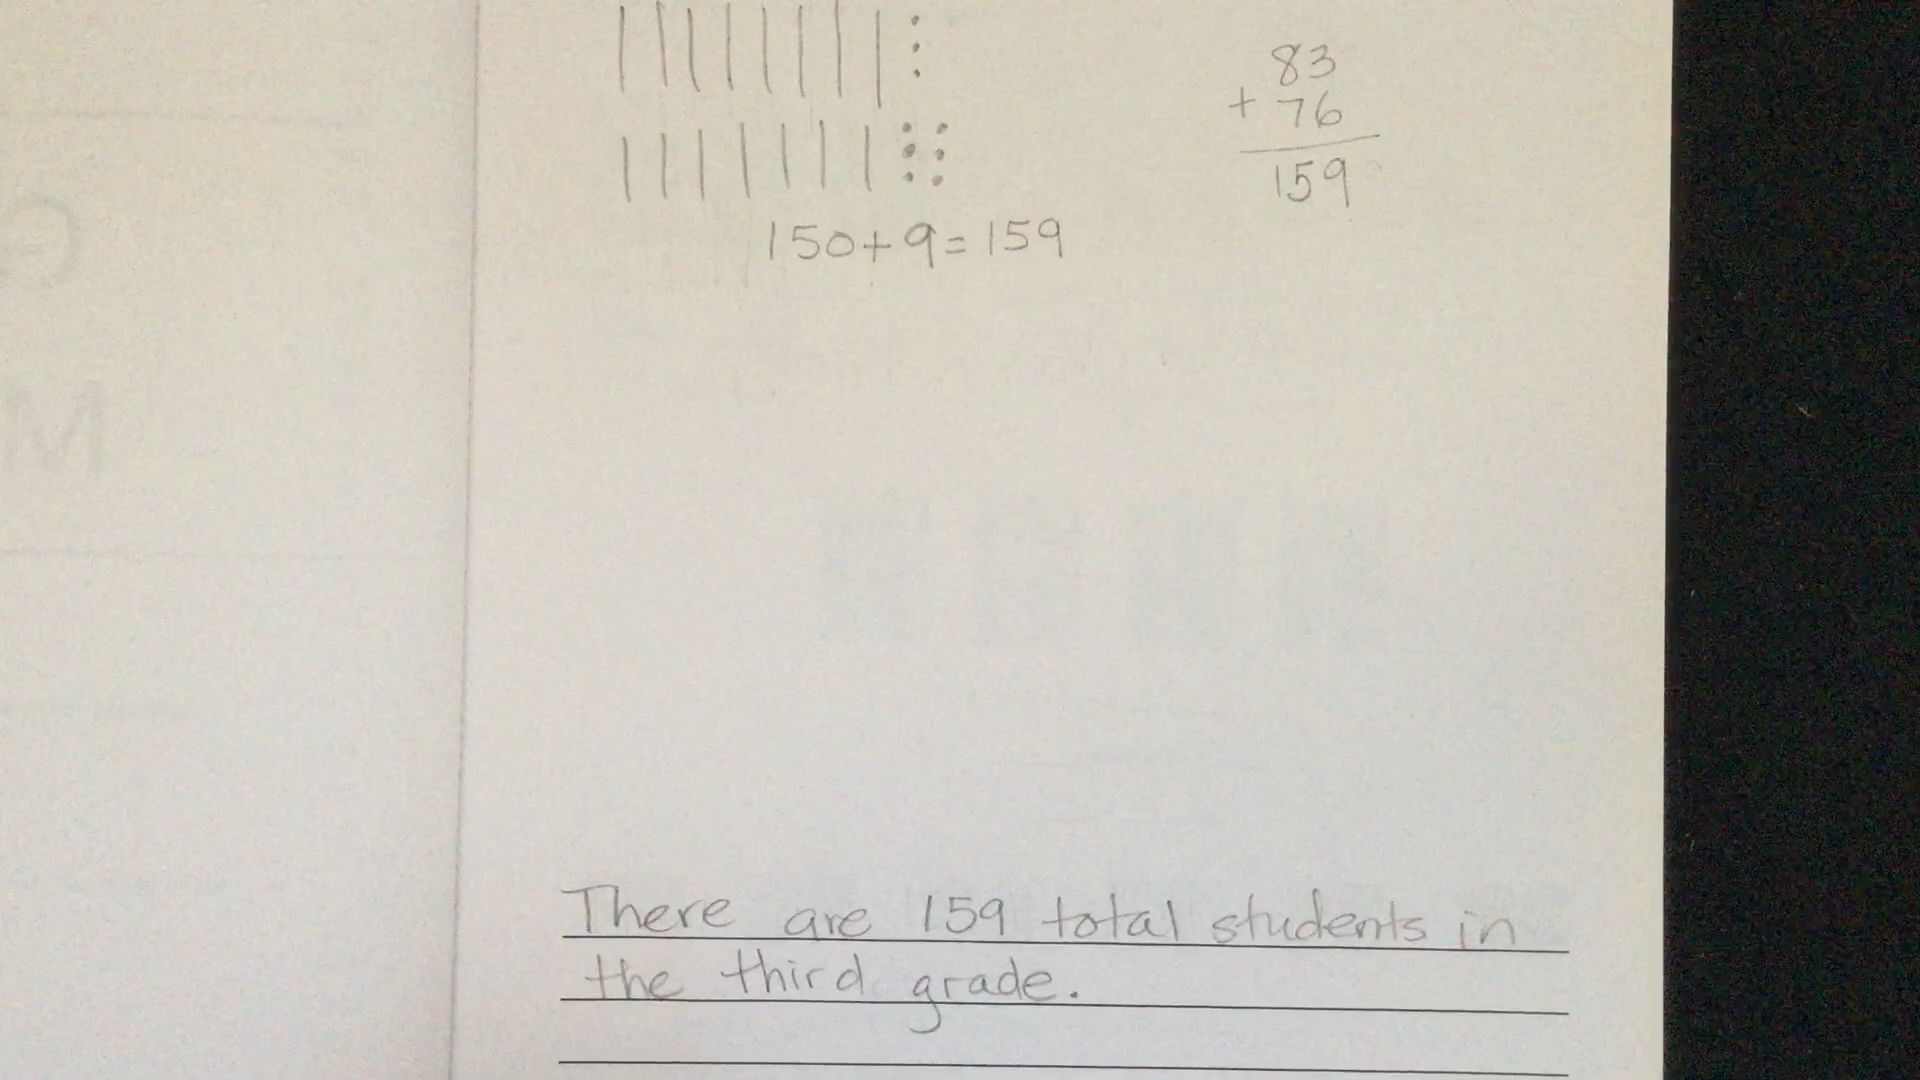 83
+ 76
159
150+9=159
There are 159 total students in
the third grade.